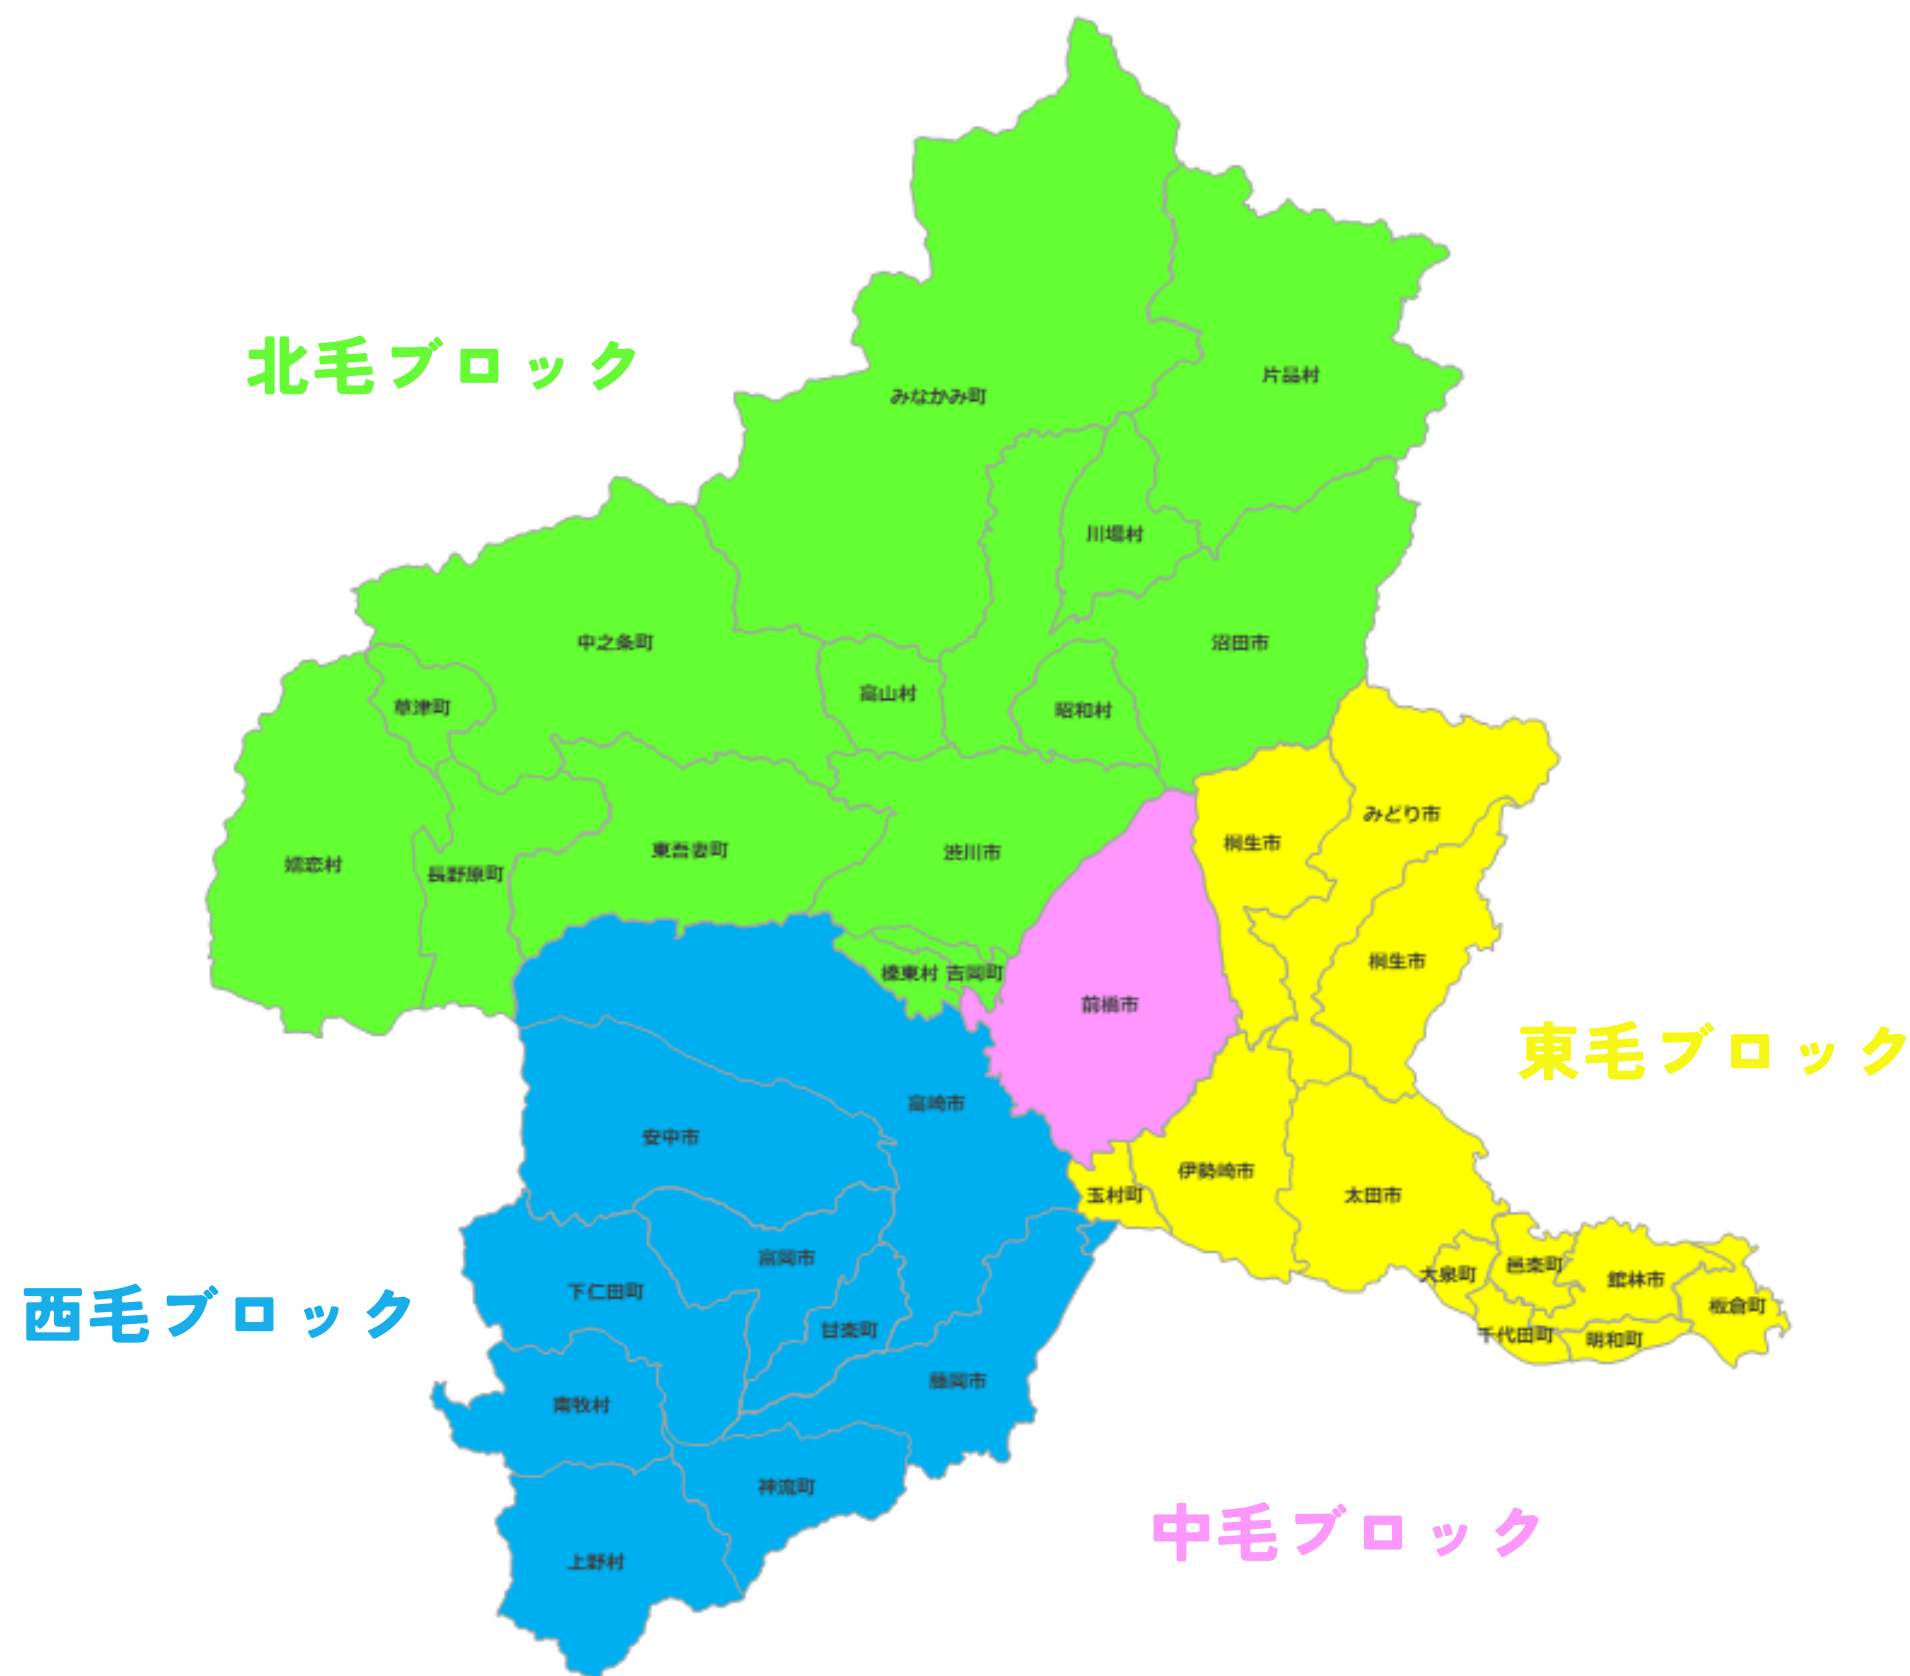 北毛ブロック
みなかみ町
片品村
川場村
中之条町
沼田市
草津町
高山村
昭和村
みどり市
桐生市
東吾妻町
渋川市
嬬恋村
長野原町
桐生市
榛東村
吉岡町
前橋市
東毛ブロック
高崎市
安中市
伊勢崎市
玉村町
太田市
富岡市
邑楽町
大泉町
館林市
下仁田町
板倉町
西毛ブロック
甘楽町
千代田町
明和町
藤岡市
南牧村
神流町
中毛ブロック
上野村